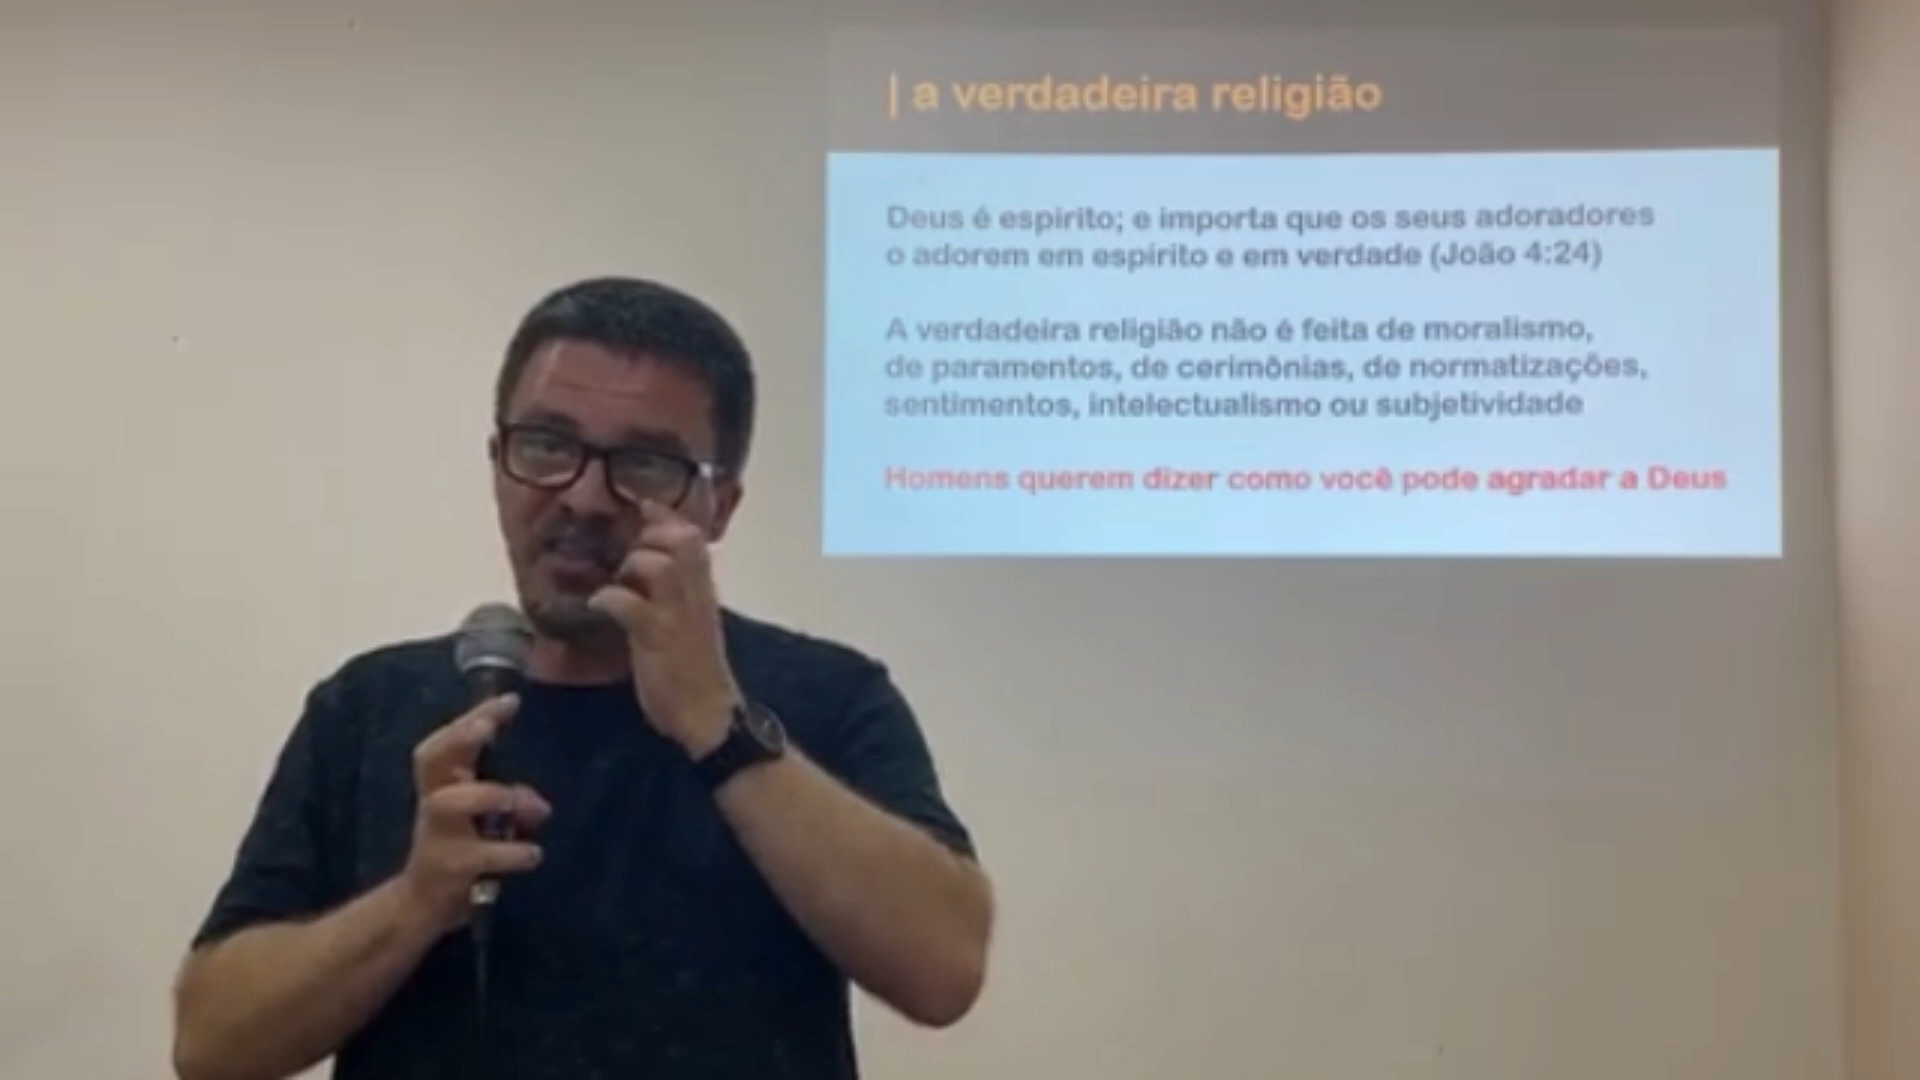 | a verdadeira religião
Deus é espírito; e importa que os seus adoradores
o adorem em espírito e em verdade (João 4:24)
A verdadeira religião não é feita de moralismo,
de paramentos, de cerimônias, de normatizações,
sentimentos, intelectualismo ou subjetividade
Homens querem dizer como você pode agradar a Deus